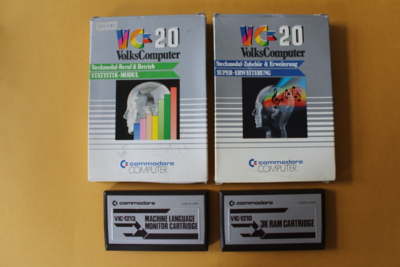 VC-20
VolksComputer
Steckmodul-Beruf & Betrieb
STATISTIK-MODUL
commodore
COMPUTER
VC-20
VolksComputer
Steckmodul-Zubehör & Erweiterung
SUPER-ERWEITERUNG
commodore
COMPUTER
commodore
VIC-1213
MACHINE LANGUAGE
MONITOR CARTRIDGE
commodore
VIC-1210
3K RAM CARTRIDGE